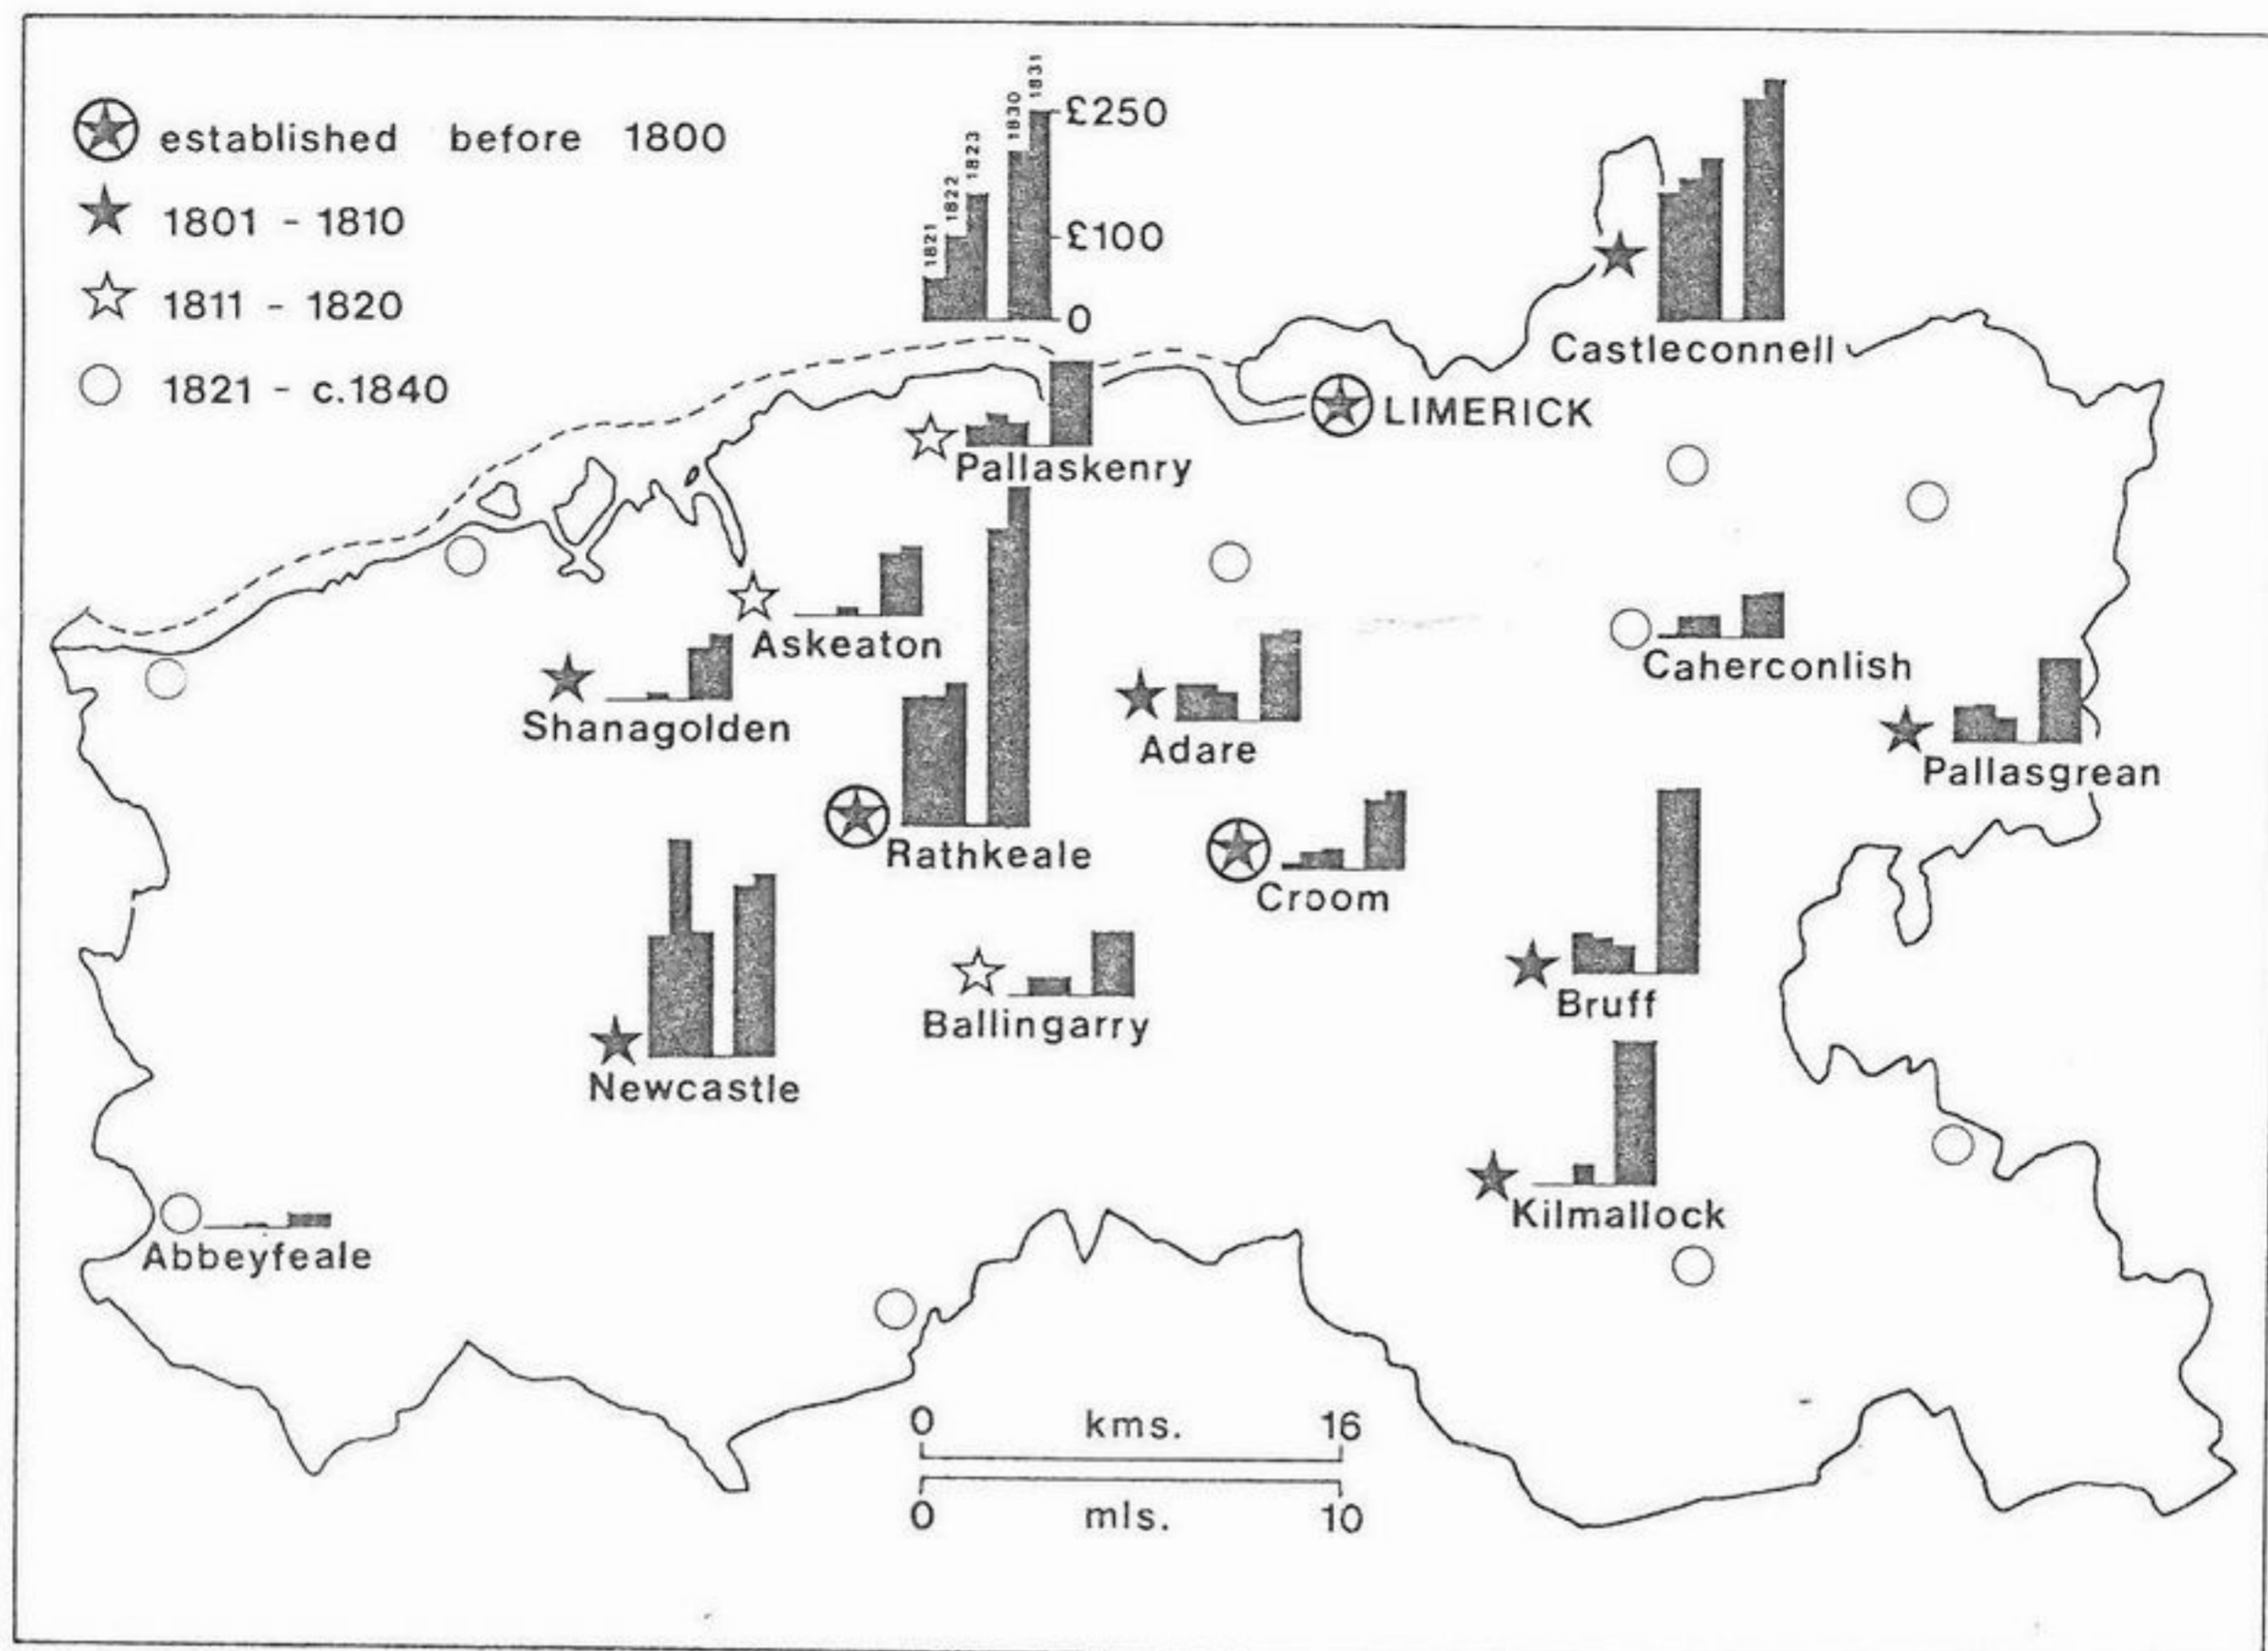 established before 1800
1801 - 1810
1811 - 1820
1821 - c.1840
1821
1822
1823
1830
1831
£250
£100
0
Castleconnell
LIMERICK
Pallaskenry
Askeaton
Caherconlish
Shanagolden
Adare
Pallasgrean
Rathkeale
Croom
Bruff
Ballingarry
Newcastle
Kilmallock
Abbeyfeale
0 kms. 16
0 mls. 10